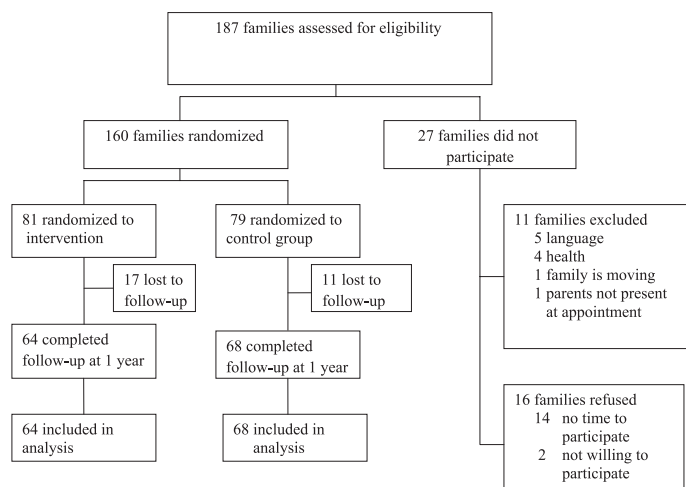 187 families assessed for eligibility
160 families randomized
27 families did not
participate
81 randomized to
intervention
79 randomized to
control group
11 families excluded
5 language
4 health
1 family is moving
1 parents not present
at appointment
17 lost to
follow-up
11 lost to
follow-up
64 completed
follow-up at 1 year
68 completed
follow-up at 1 year
16 families refused
14 no time to
participate
2 not willing to
participate
64 included in
analysis
68 included in
analysis